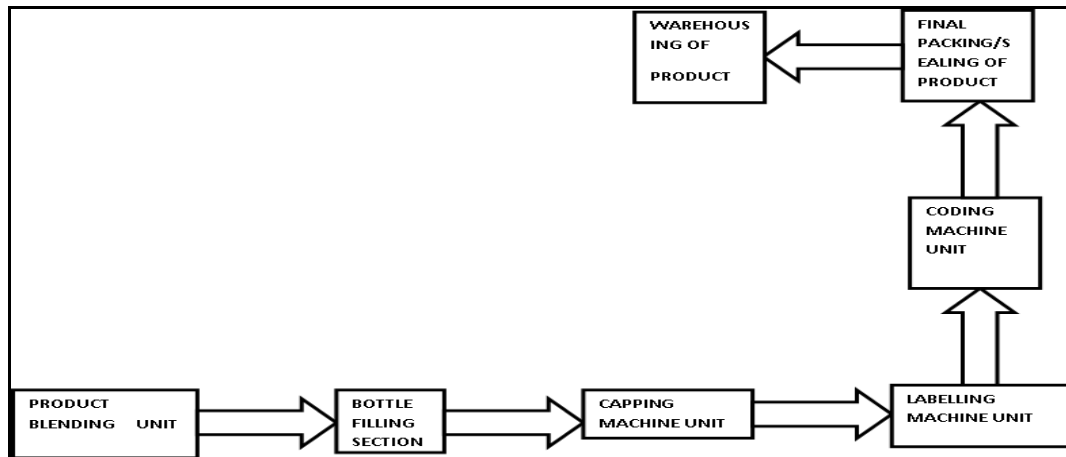 WAREHOUS
ING OF
PRODUCT
FINAL
PACKING/S
EALING OF
PRODUCT
CODING
MACHINE
UNIT
PRODUCT
BLENDING UNIT
BOTTLE
FILLING
SECTION
CAPPING
MACHINE UNIT
LABELLING
MACHINE UNIT